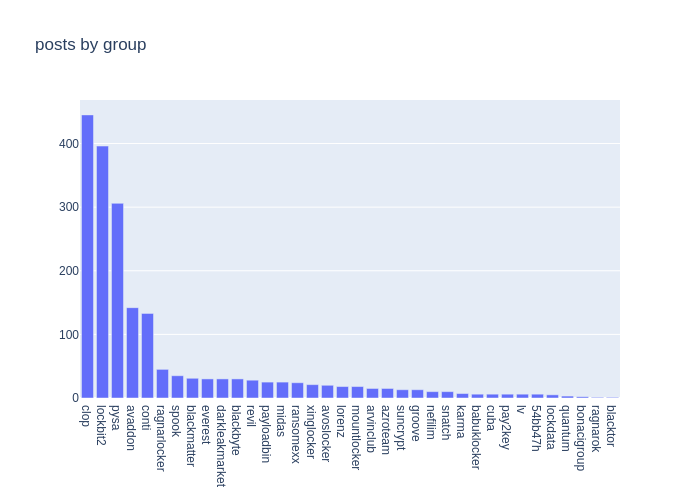 posts by group
400
300
200
100
0
clop
lockbit2
pysa
avaddon
conti
ragnarlocker
spook
blackmatter
everest
darkleakmarket
blackbyte
revil
payloadbin
midas
ransomexx
xinglocker
avoslocker
lorenz
mountlocker
arvinclub
azroteam
suncrypt
groove
nefilim
snatch
karma
babuklocker
cuba
pay2key
lv
54bb47h
lockdata
quantum
bonacigroup
ragnarok
blacktor